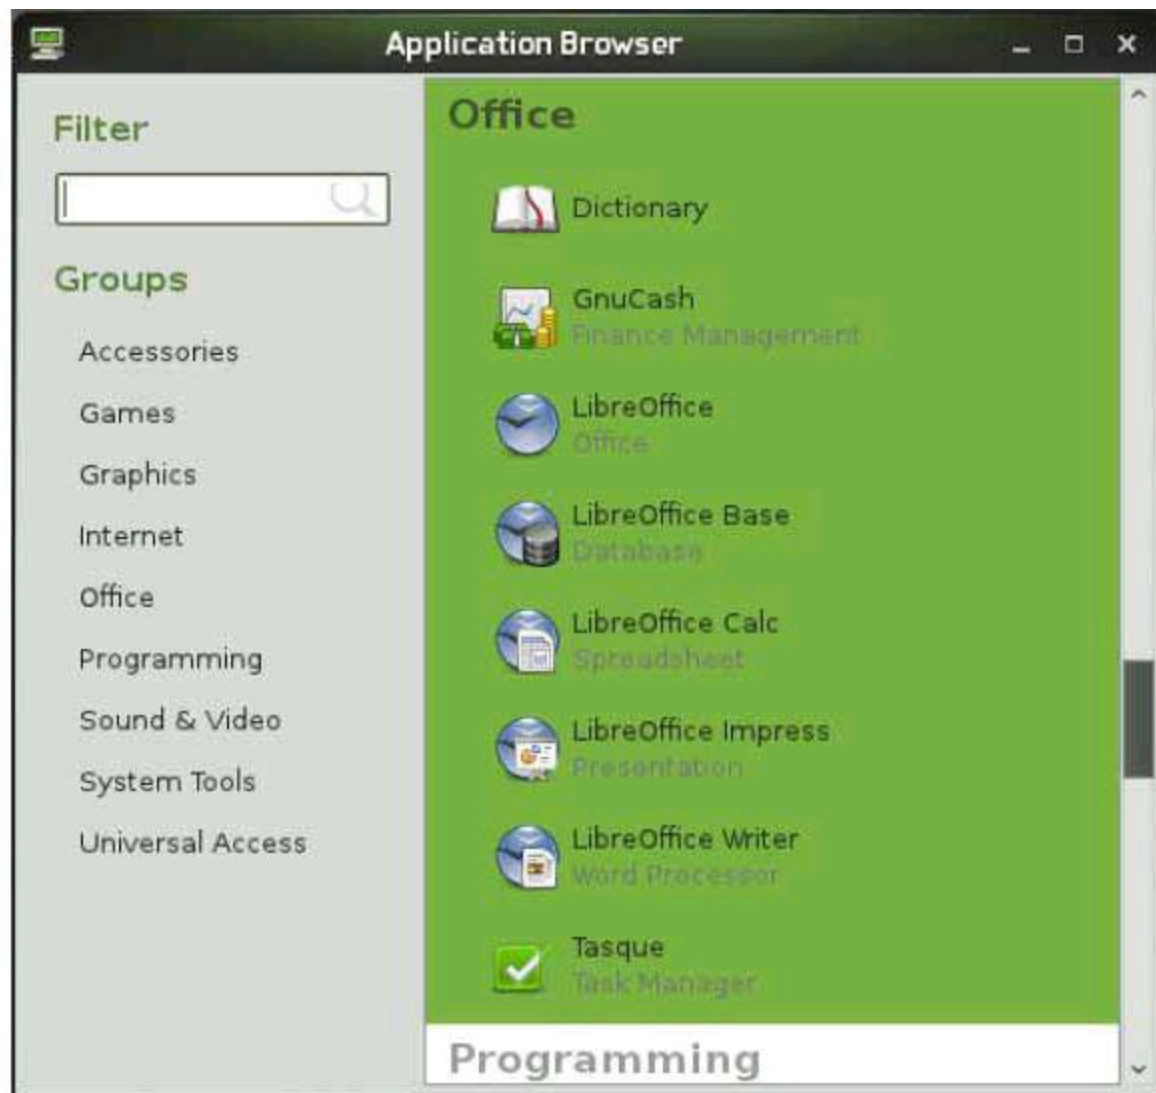 Application Browser
Filter
Groups
Accessories
Games
Graphics
Internet
Office
Programming
Sound & Video
System Tools
Universal Access
Office
Dictionary
GnuCash
Finance Management
LibreOffice
Office
LibreOffice Base
Database
LibreOffice Calc
Spreadsheet
LibreOffice Impress
Presentation
LibreOffice Writer
Word Processor
Tasque
Task Manager
Programming